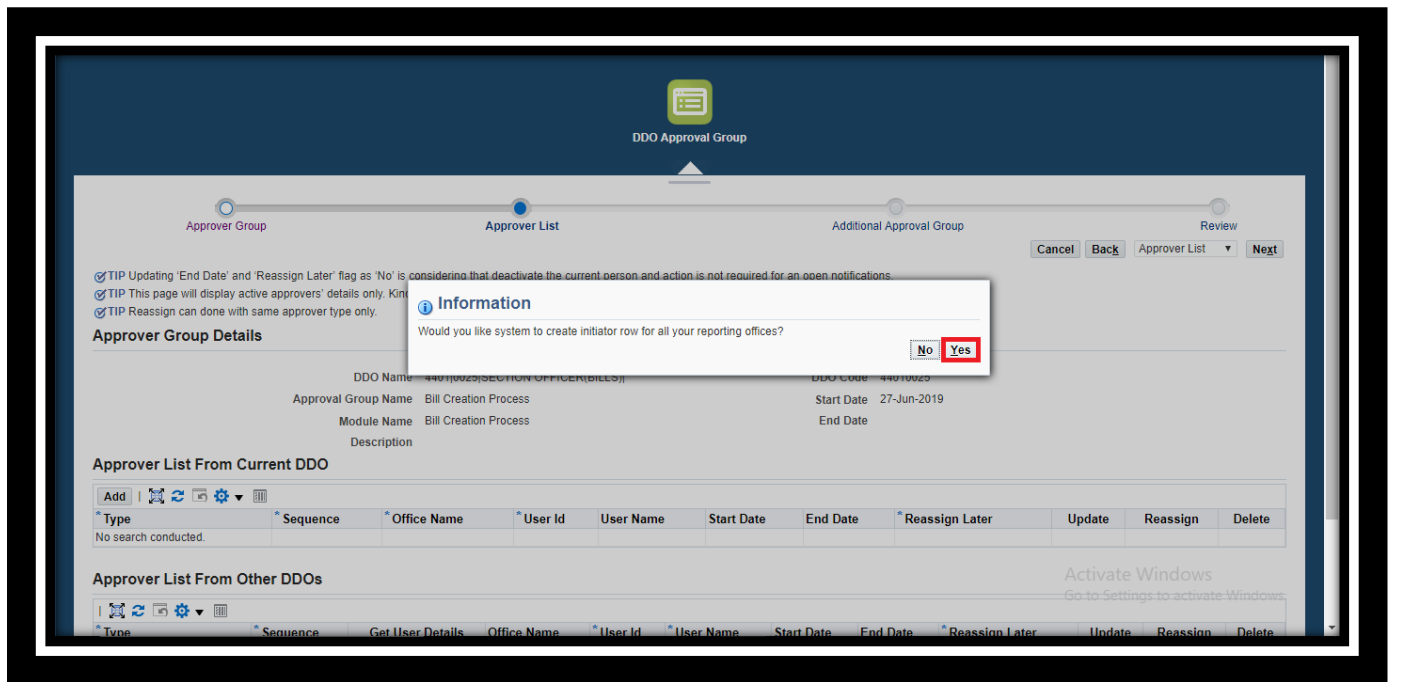 DDO Approval Group
Approver Group Approver List Additional Approval Group Review
Cancel Back Approver List Next
TIP Updating 'End Date' and 'Reassign Later' flag as 'No' is considering that deactivate the current person and action is not required for an open notifications.
TIP This page will display active approvers' details only. Kind
TIP Reassign can done with same approver type only.
Information
Would you like system to create initiator row for all your reporting offices?
No Yes
Approver Group Details
DDO Name 4401|0025|SECTION OFFICER(BILLS)| DDO Code 44010025
Approval Group Name Bill Creation Process Start Date 27-Jun-2019
Module Name Bill Creation Process End Date
Description
Approver List From Current DDO
Add
* Type * Sequence * Office Name * User Id User Name Start Date End Date * Reassign Later Update Reassign Delete
No search conducted.
Approver List From Other DDOs
Activate Windows
Go to Settings to activate Windows.
* Type * Sequence Get User Details Office Name * User Id * User Name Start Date End Date * Reassign Later Update Reassign Delete